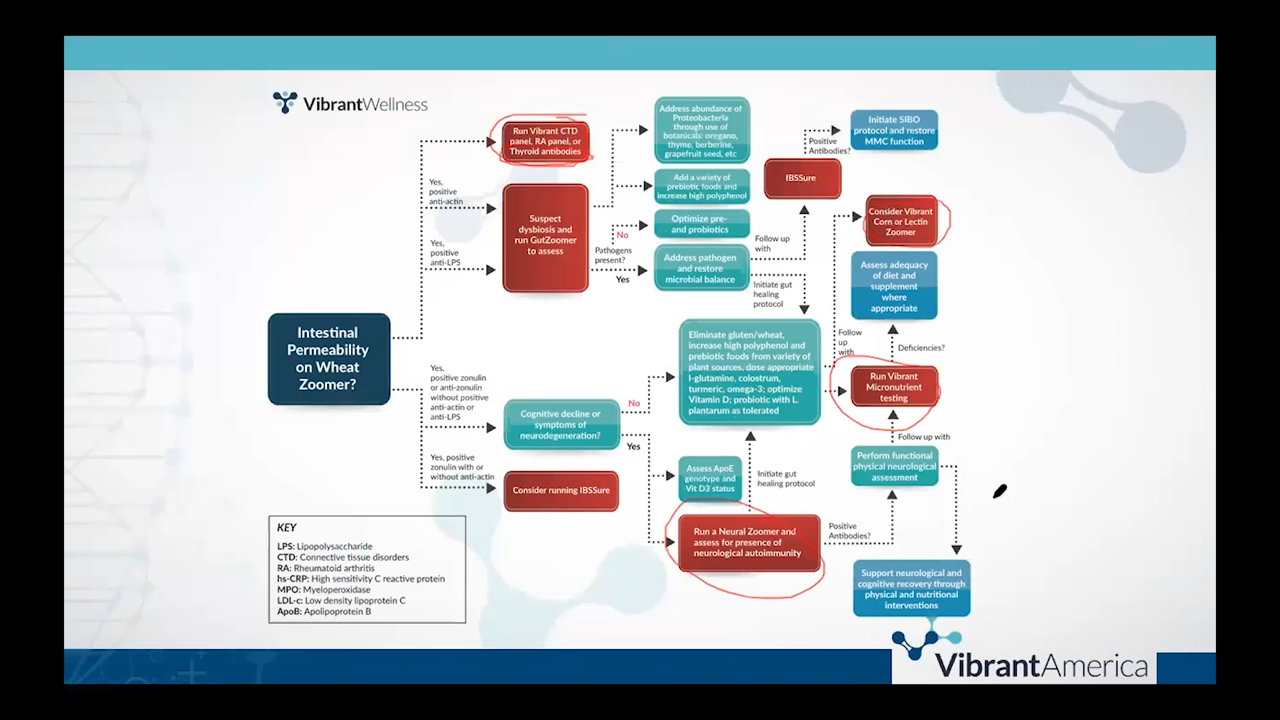 VibrantWellness
Run Vibrant CTD
panel, RA panel, or
Thyroid antibodies
Address abundance of
Proteobacteria
through use of
botanicals: oregano,
thyme, berberine,
grapefruit seed, etc
Positive
Antibodies?
Initiate SIBO
protocol and restore
MMC function
Yes,
positive
anti-actin
Suspect
dysbiosis and
run GutZoomer
to assess
Add a variety of
prebiotic foods and
increase high polyphenol
IBSSure
No
Optimize pre-
and probiotics
Consider Vibrant
Corn or Lectin
Zoomer
Yes,
positive
anti-LPS
Pathogens
present?
Yes
Address pathogen
and restore
microbial balance
Follow up
with
Initiate gut
healing
protocol
Assess adequacy
of diet and
supplement
where
appropriate
Intestinal
Permeability
on Wheat
Zoomer?
Eliminate gluten/wheat,
increase high polyphenol and
prebiotic foods from variety of
plant sources, dose appropriate
l-glutamine, colostrum,
turmeric, omega-3; optimize
Vitamin D; probiotic with L.
plantarum as tolerated
Follow
up
with
Deficiencies?
Run Vibrant
Micronutrient
testing
Yes,
positive zonulin
or anti-zonulin
without positive
anti-actin or
anti-LPS
Cognitive decline or
symptoms of
neurodegeneration?
No
Yes
Follow up with
Perform functional
physical neurological
assessment
Yes, positive
zonulin with or
without anti-actin
Consider running IBSSure
Assess ApoE
genotype and
Vit D3 status
Initiate gut
healing protocol
Run a Neural Zoomer and
assess for presence of
neurological autoimmunity
Positive
Antibodies?
Support neurological and
cognitive recovery through
physical and nutritional
interventions
KEY
LPS: Lipopolysaccharide
CTD: Connective tissue disorders
RA: Rheumatoid arthritis
hs-CRP: High sensitivity C reactive protein
MPO: Myeloperoxidase
LDL-c: Low density lipoprotein C
ApoB: Apolipoprotein B
VibrantAmerica